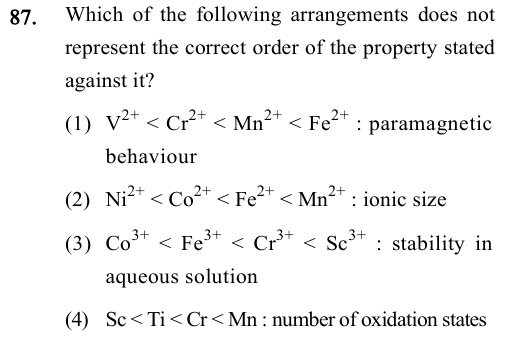 87. Which of the following arrangements does not
represent the correct order of the property stated
against it?
(1) V²⁺ < Cr²⁺ < Mn²⁺ < Fe²⁺ : paramagnetic
behaviour
(2) Ni²⁺ < Co²⁺ < Fe²⁺ < Mn²⁺ : ionic size
(3) Co³⁺ < Fe³⁺ < Cr³⁺ < Sc³⁺ : stability in
aqueous solution
(4) Sc < Ti < Cr < Mn : number of oxidation states